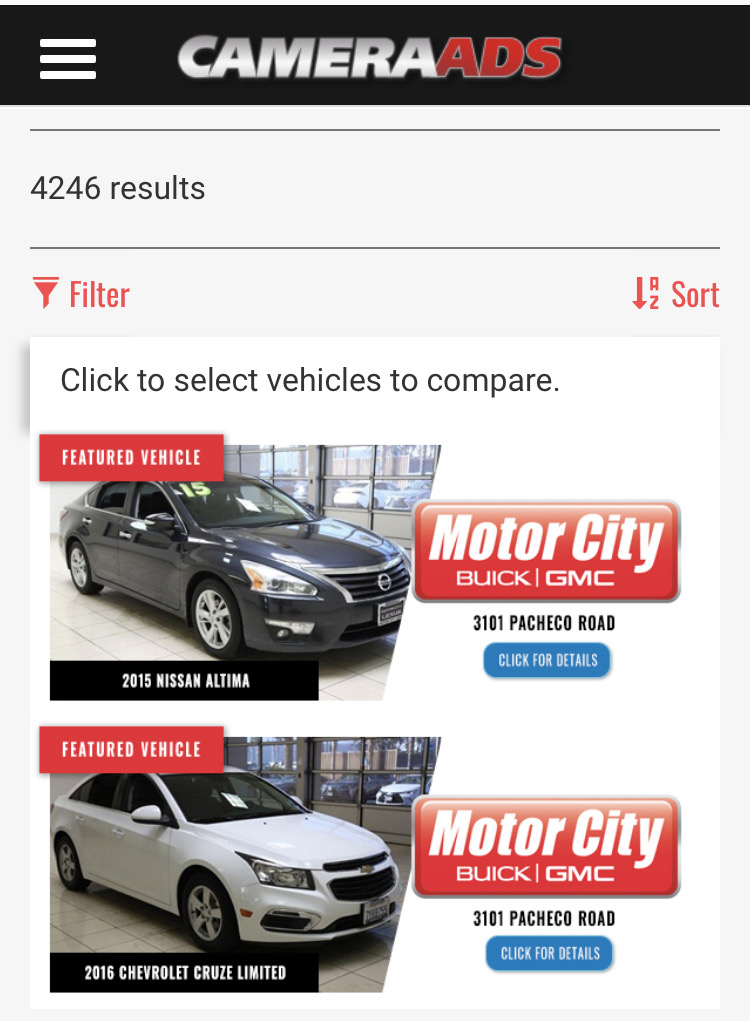 CAMERAADS
4246 results
Filter
Sort
Click to select vehicles to compare.
FEATURED VEHICLE
15
Motor City
BUICK | GMC
3101 PACHECO ROAD
CLICK FOR DETAILS
2015 NISSAN ALTIMA
FEATURED VEHICLE
Motor City
BUICK | GMC
3101 PACHECO ROAD
CLICK FOR DETAILS
2016 CHEVROLET CRUZE LIMITED